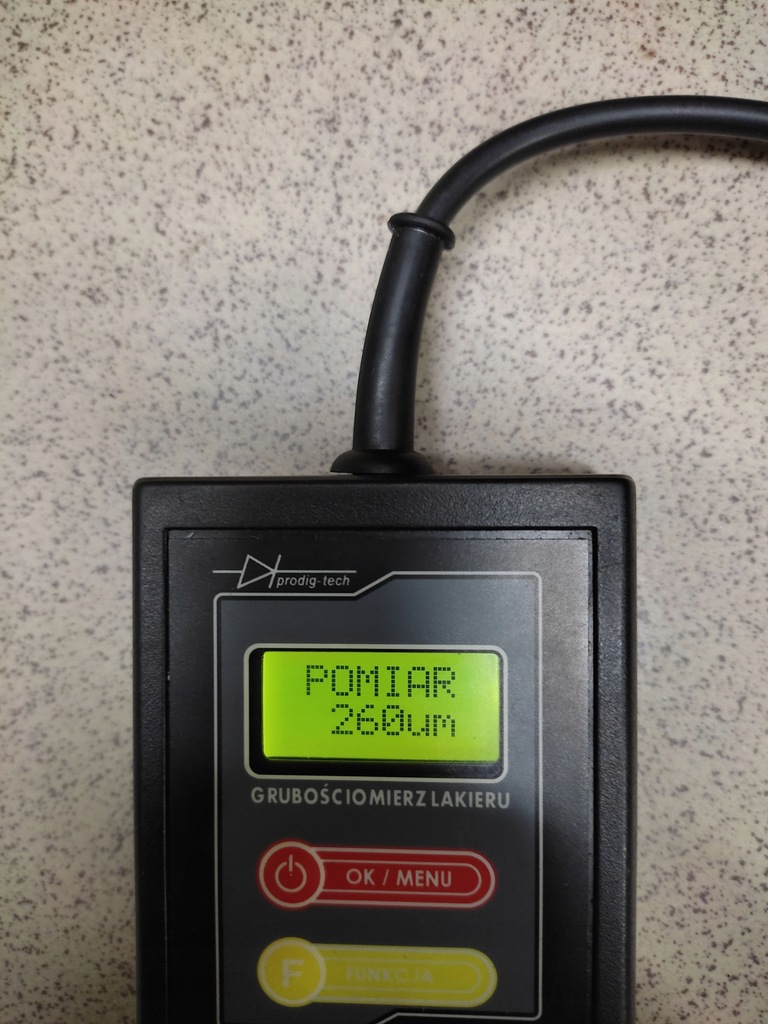 prodig-tech
POMIAR
260um
GRUBOŚCIOMIERZ LAKIERU
OK / MENU
F FUNKCJA